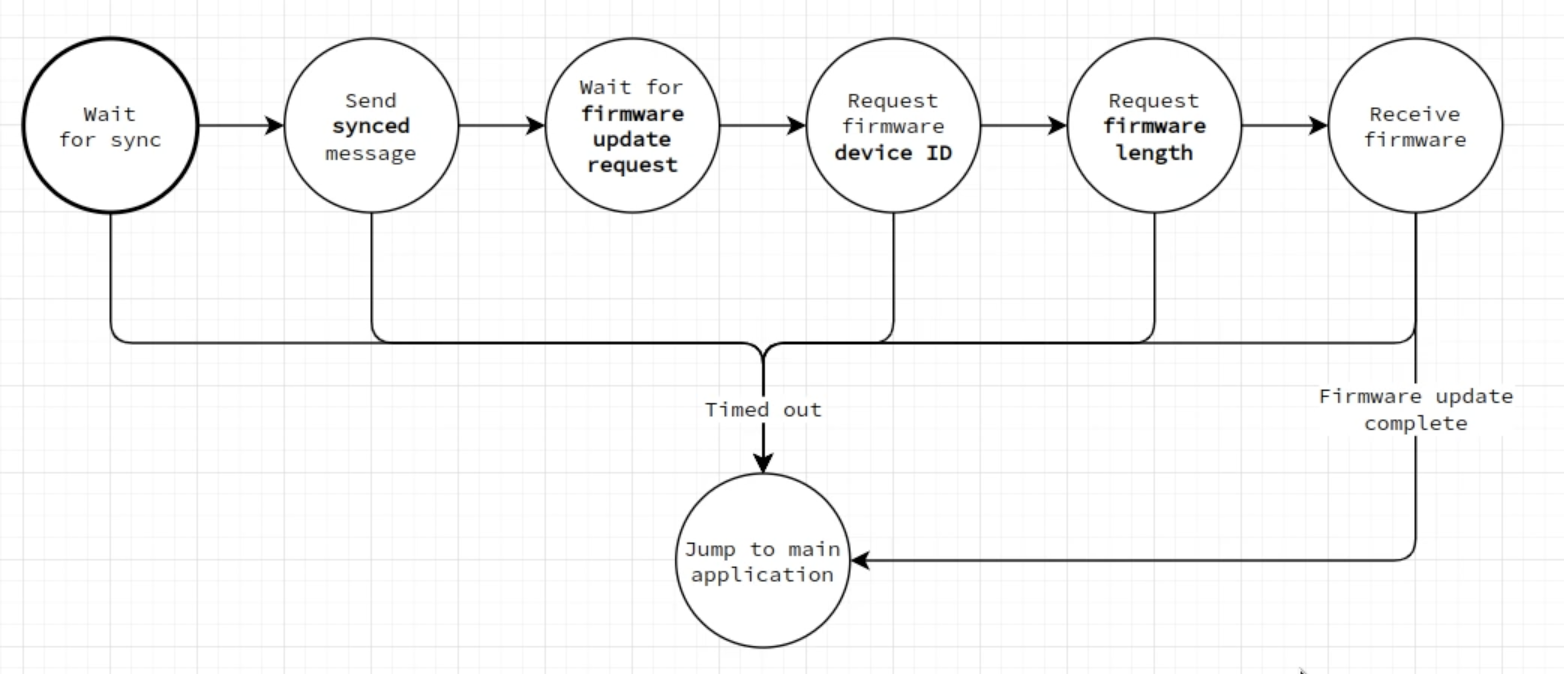 Wait
for sync
Send
synced
message
Wait for
firmware
update
request
Request
firmware
device ID
Request
firmware
length
Receive
firmware
Timed out
Firmware update
complete
Jump to main
application